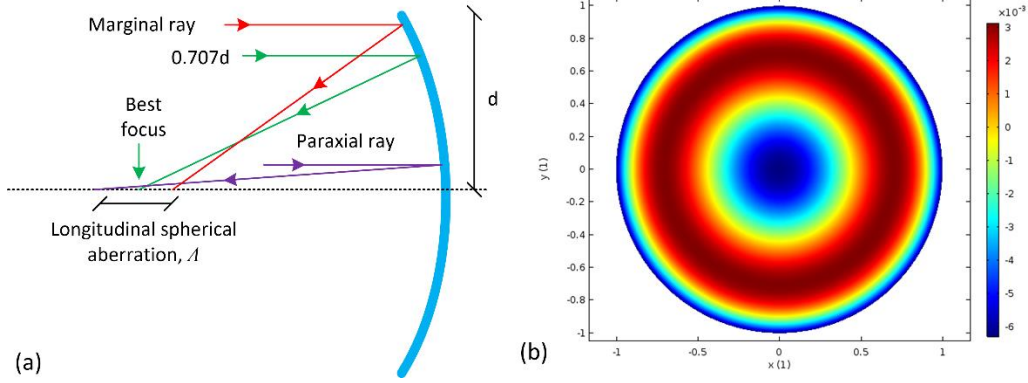 Marginal ray
0.707d
Best
focus
Paraxial ray
d
Longitudinal spherical
aberration, Λ
(a)
(b)
y (1)
1
0.8
0.6
0.4
0.2
0
-0.2
-0.4
-0.6
-0.8
-1
-1 -0.5 0 0.5 1
x (1)
×10⁻³
3
2
1
0
-1
-2
-3
-4
-5
-6